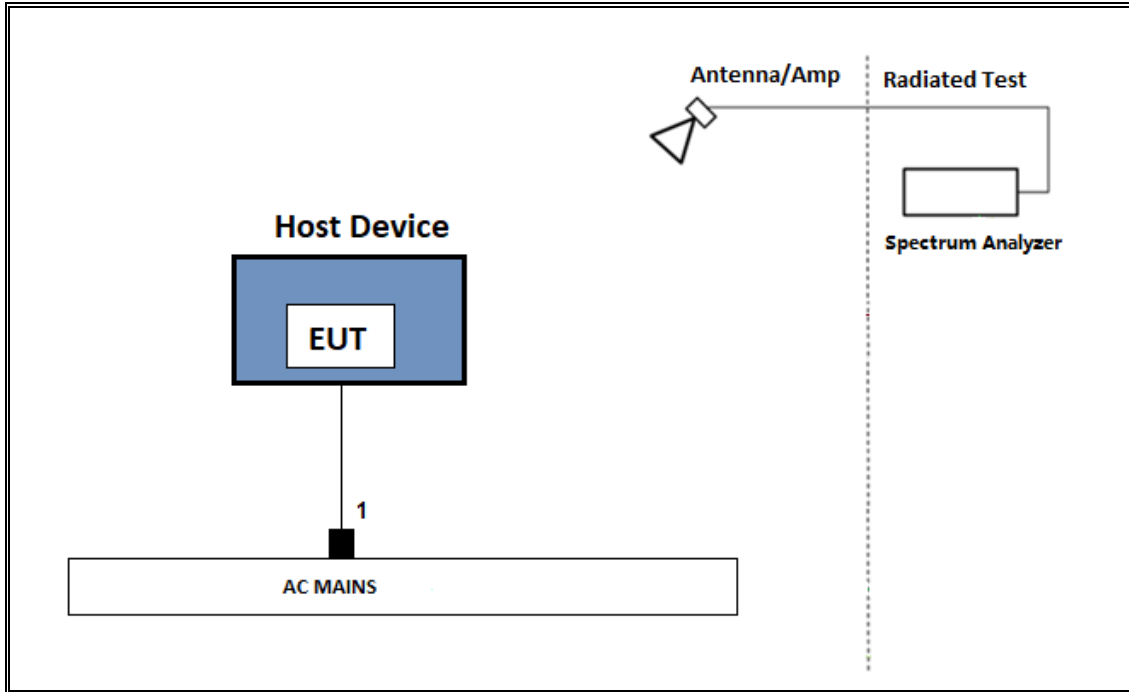 Antenna/Amp
Radiated Test
Spectrum Analyzer
Host Device
EUT
1
AC MAINS